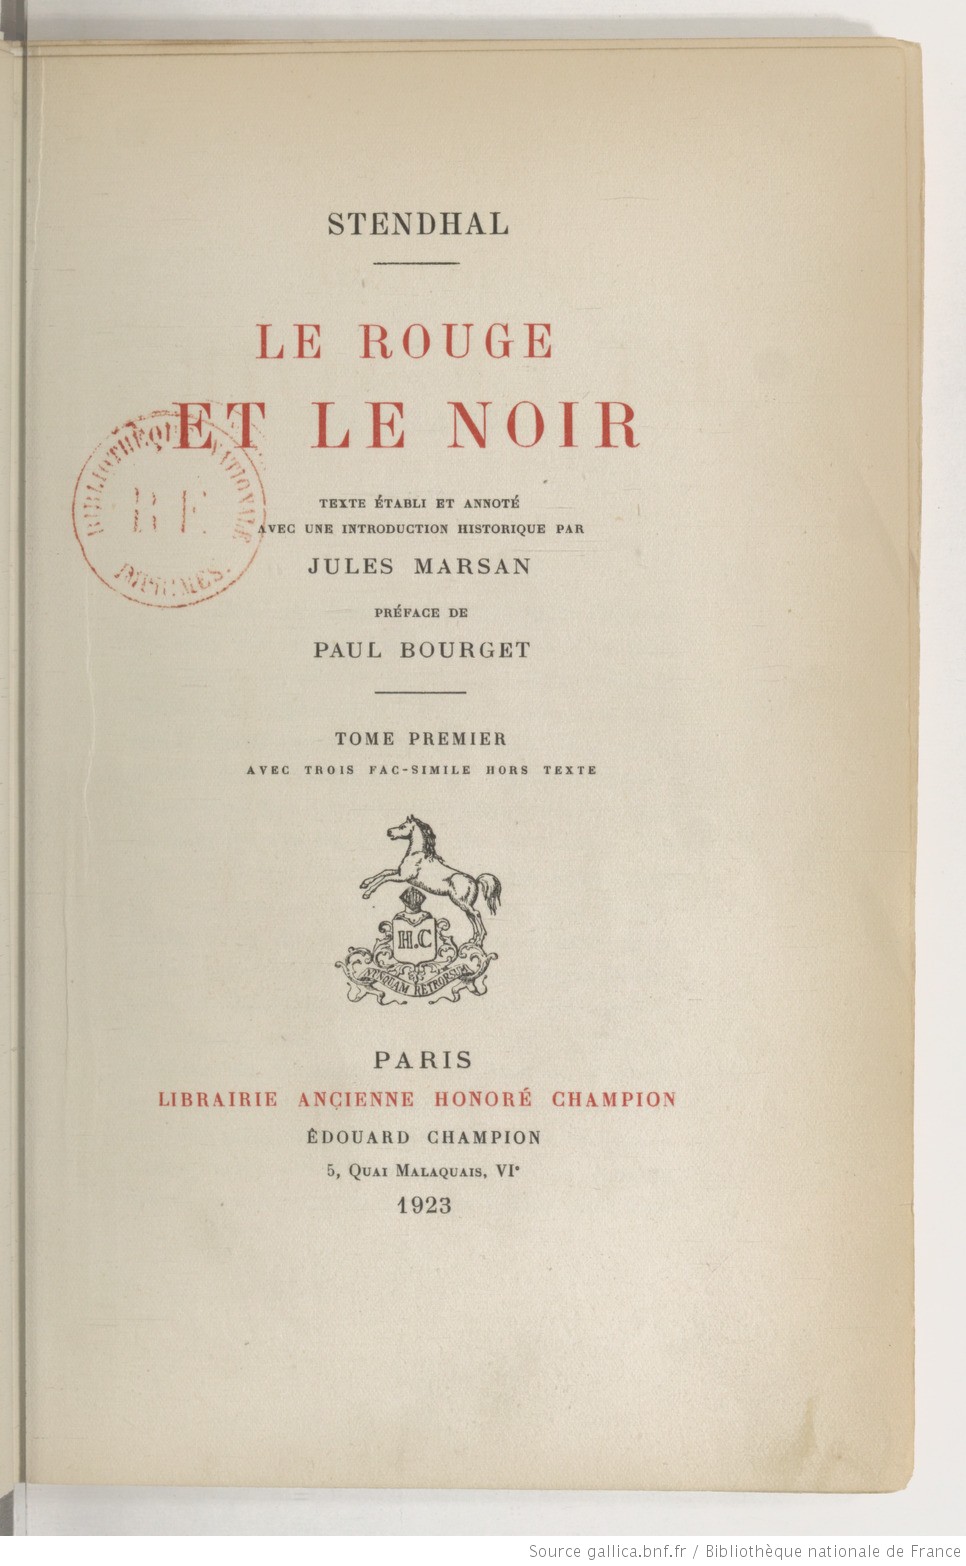 STENDHAL
LE ROUGE
ET LE NOIR
BIBLIOTHÈQUE NATIONALE
R F
IMPRIMÉS.
TEXTE ÉTABLI ET ANNOTÉ
AVEC UNE INTRODUCTION HISTORIQUE PAR
JULES MARSAN
PRÉFACE DE
PAUL BOURGET
TOME PREMIER
AVEC TROIS FAC-SIMILE HORS TEXTE
H.C
NUNQUAM RETRORSUM
PARIS
LIBRAIRIE ANCIENNE HONORÉ CHAMPION
ÉDOUARD CHAMPION
5, QUAI MALAQUAIS, VIe
1923
Source gallica.bnf.fr / Bibliothèque nationale de France